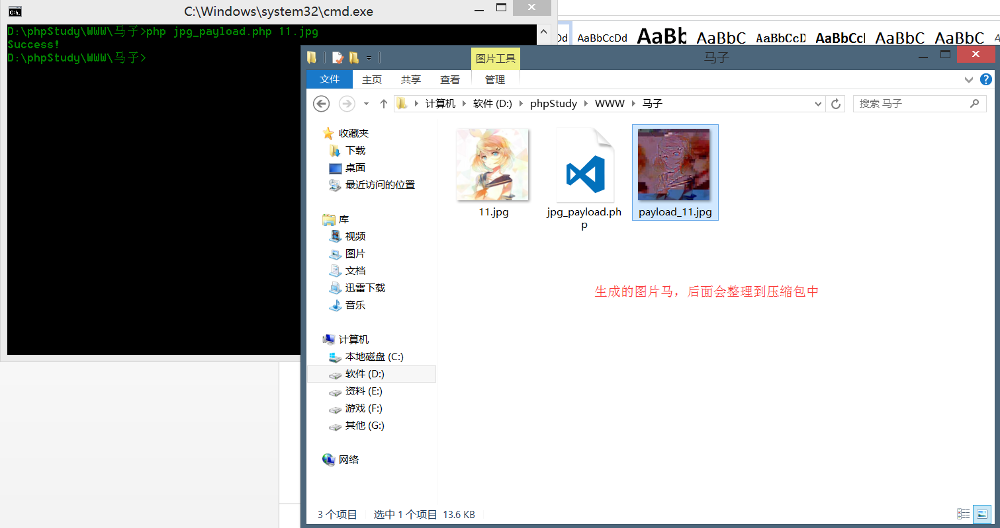 C:\Windows\system32\cmd.exe
D:\phpStudy\WWW\马子>php jpg_payload.php 11.jpg
Success!
D:\phpStudy\WWW\马子>
Dd AaBbCcDd AaBb AaBbC AaBbCcD AaBbCcl AaBbC AaBbC
图片工具
马子
文件 主页 共享 查看 管理
计算机 软件 (D:) phpStudy WWW 马子
搜索 马子
收藏夹
下载
桌面
最近访问的位置
库
视频
图片
文档
迅雷下载
音乐
计算机
本地磁盘 (C:)
软件 (D:)
资料 (E:)
游戏 (F:)
其他 (G:)
网络
11.jpg
jpg_payload.ph
p
payload_11.jpg
生成的图片马，后面会整理到压缩包中
3 个项目 选中 1 个项目 13.6 KB